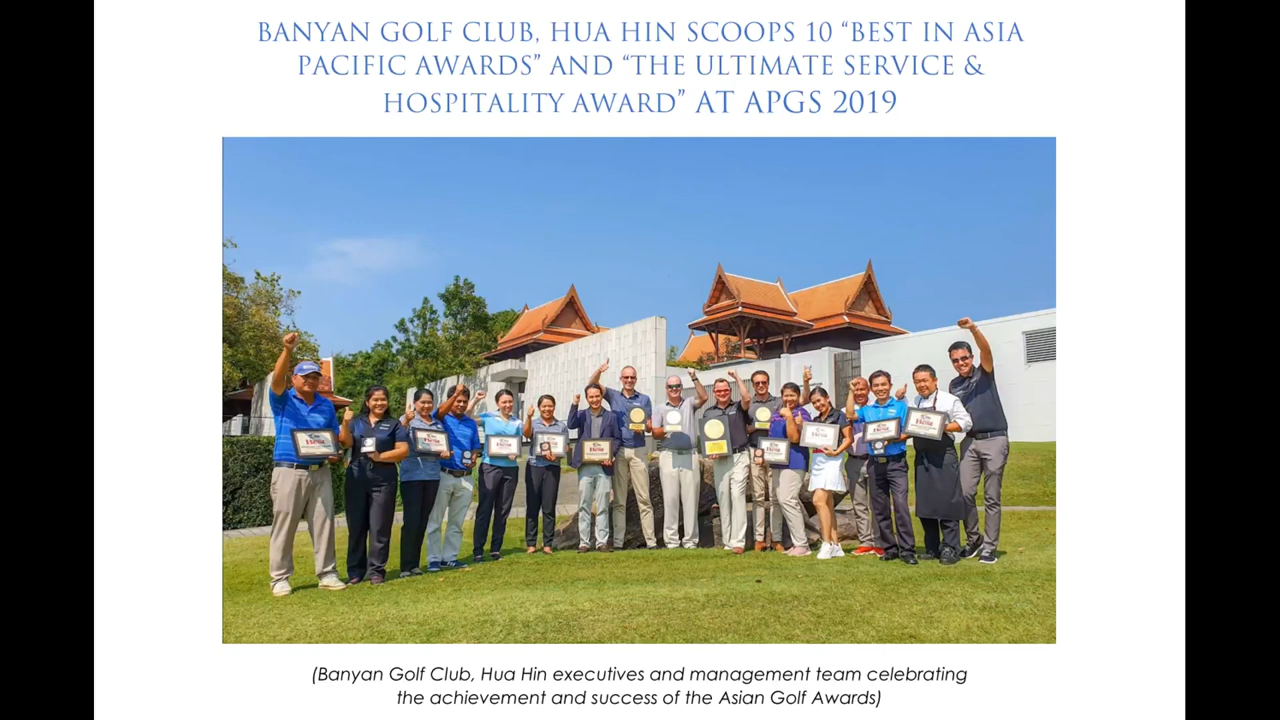 BANYAN GOLF CLUB, HUA HIN SCOOPS 10 “BEST IN ASIA
PACIFIC AWARDS” AND “THE ULTIMATE SERVICE &
HOSPITALITY AWARD” AT APGS 2019
(Banyan Golf Club, Hua Hin executives and management team celebrating
the achievement and success of the Asian Golf Awards)